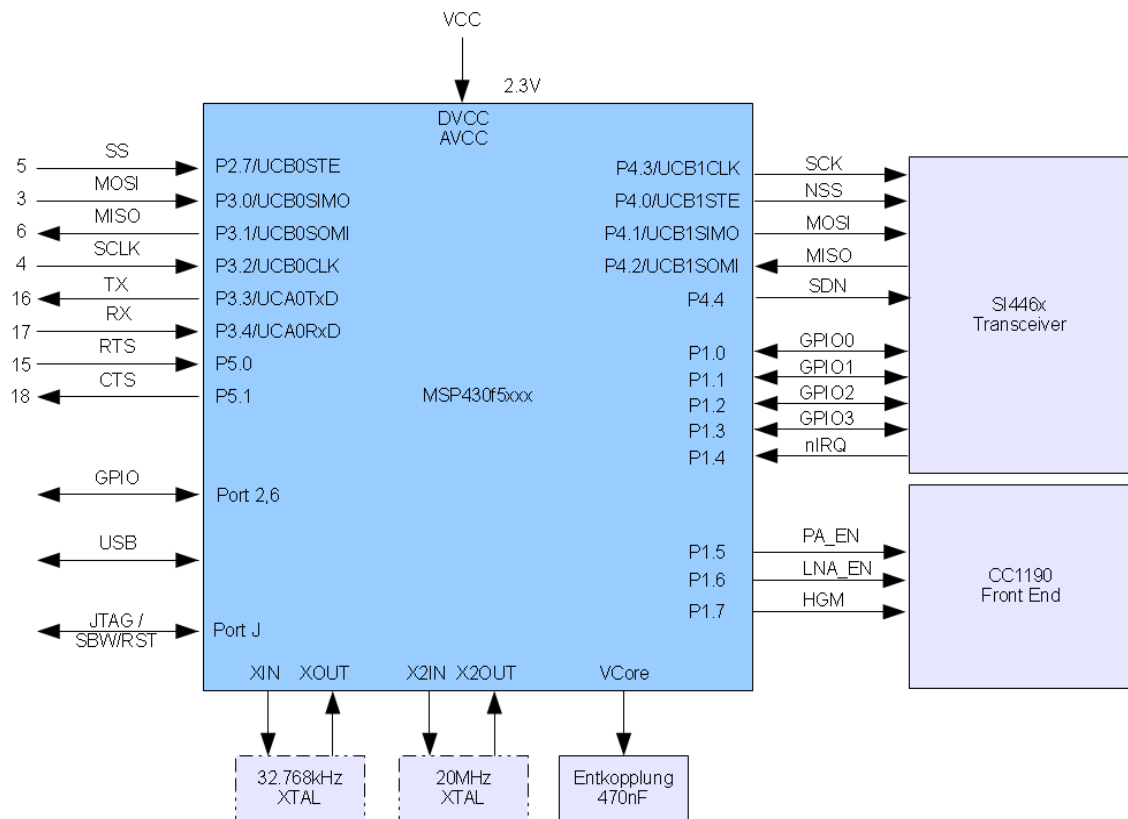 VCC
2.3V
DVCC
AVCC
5
SS
P2.7/UCB0STE
3
MOSI
P3.0/UCB0SIMO
6
MISO
P3.1/UCB0SOMI
4
SCLK
P3.2/UCB0CLK
16
TX
P3.3/UCA0TxD
17
RX
P3.4/UCA0RxD
15
RTS
P5.0
18
CTS
P5.1
GPIO
Port 2,6
USB
JTAG /
SBW/RST
Port J
MSP430f5xxx
P4.3/UCB1CLK
SCK
P4.0/UCB1STE
NSS
P4.1/UCB1SIMO
MOSI
P4.2/UCB1SOMI
MISO
P4.4
SDN
P1.0
GPIO0
P1.1
GPIO1
P1.2
GPIO2
P1.3
GPIO3
P1.4
nIRQ
SI446x
Transceiver
P1.5
PA_EN
P1.6
LNA_EN
P1.7
HGM
CC1190
Front End
XIN
XOUT
X2IN
X2OUT
VCore
32.768kHz
XTAL
20MHz
XTAL
Entkopplung
470nF